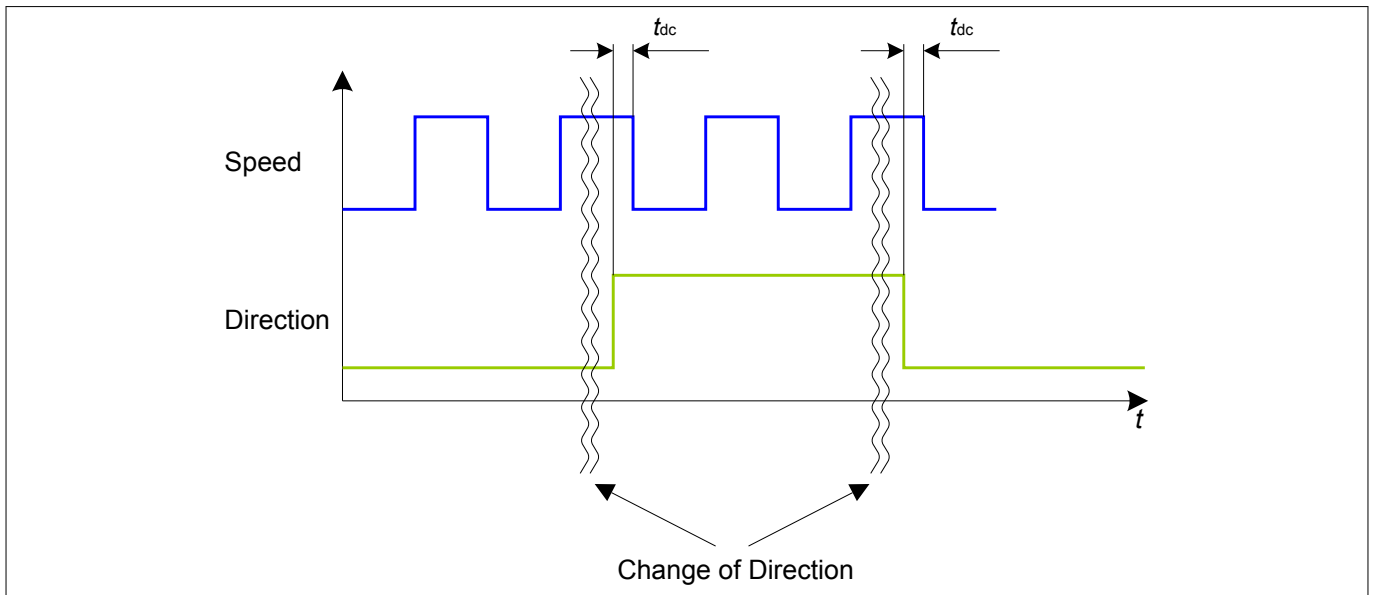 tdc
tdc
Speed
Direction
t
Change of Direction